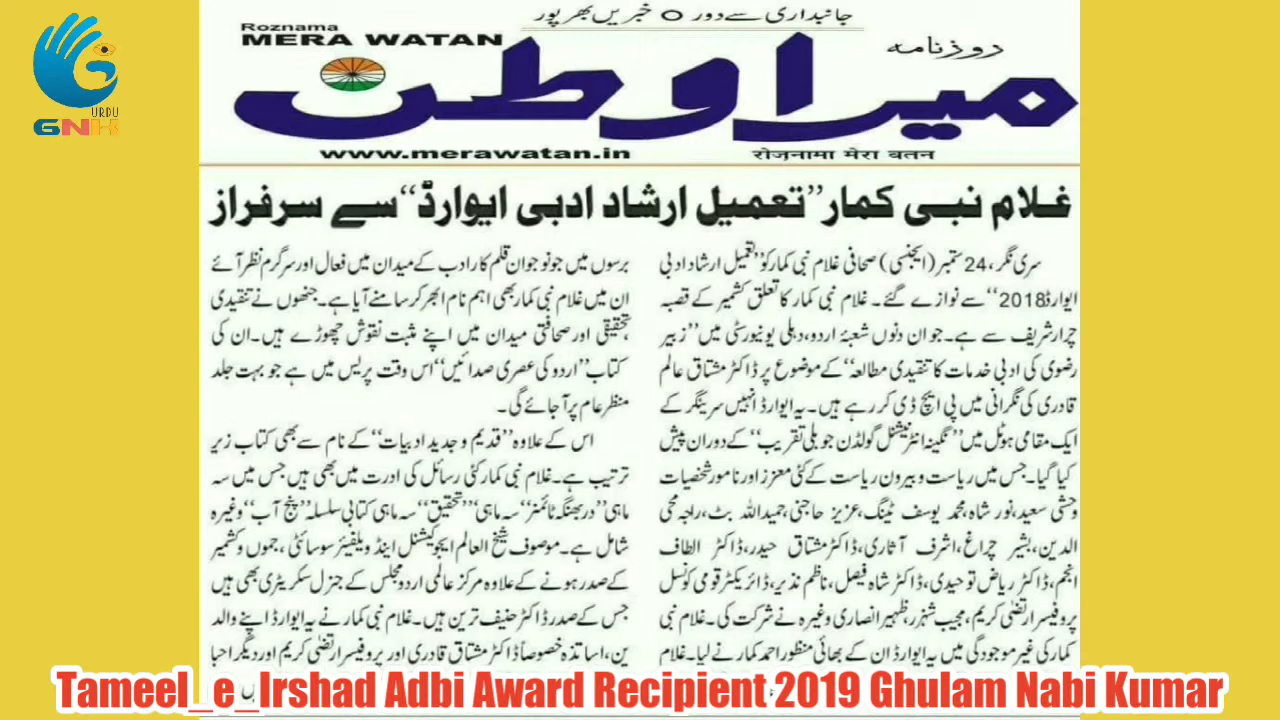 جانبداری سے دور O خبریں بھرپور
Roznama
MERA WATAN
روزنامہ
میرا وطن
URDU
GNK
www.merawatan.in
रोज़नामा मेरा वतन
غلام نبی کمار ”تعمیل ارشاد ادبی ایوارڈ“ سے سرفراز
سری نگر، 24 ستمبر (ایجنسی) صحافی غلام نبی کمار کو ”تعمیل ارشاد ادبی
ایوارڈ 2018“ سے نوازے گئے۔ غلام نبی کمار کا تعلق کشمیر کے قصبہ
چرار شریف سے ہے۔ جو ان دنوں شعبۂ اردو، دہلی یونیورسٹی میں ”زبیر
رضوی کی ادبی خدمات کا تنقیدی مطالعہ“ کے موضوع پر ڈاکٹر مشتاق عالم
قادری کی نگرانی میں پی ایچ ڈی کر رہے ہیں۔ یہ ایوارڈ انہیں سرینگر کے
ایک مقامی ہوٹل میں ”نگینہ انٹرنیشنل گولڈن جوبلی تقریب“ کے دوران پیش
کیا گیا۔ جس میں ریاست و بیرون ریاست کے کئی معزز اور نامور شخصیات
وحشی سعید، نور شاہ، محمد یوسف ٹینگ، عزیز حاجنی، حمید اللہ بٹ، راجہ محی
الدین، بشیر چراغ، اشرف آثاری، ڈاکٹر مشتاق حیدر، ڈاکٹر الطاف
انجم، ڈاکٹر ریاض توحیدی، ڈاکٹر شاہ فیصل، ناظم نذیر، ڈائریکٹر قومی کونسل
پروفیسر ارتضیٰ کریم، مجیب شہزر، ظہیر انصاری وغیرہ نے شرکت کی۔ غلام نبی
کمار کی غیر موجودگی میں یہ ایوارڈ ان کے بھائی منظور احمد کمار نے لیا۔ غلام
برسوں میں جو نوجوان قلم کار ادب کے میدان میں فعال اور سرگرم نظر آئے
ان میں غلام نبی کمار بھی اہم نام ابھر کر سامنے آیا ہے۔ جنھوں نے تنقیدی
، تحقیقی اور صحافتی میدان میں اپنے مثبت نقوش چھوڑے ہیں۔ ان کی
کتاب ”اردو کی عصری صدائیں“ اس وقت پریس میں ہے جو بہت جلد
منظر عام پر آ جائے گی۔
اس کے علاوہ ”قدیم و جدید ادبیات“ کے نام سے بھی کتاب زیر
ترتیب ہے۔ غلام نبی کمار کئی رسائل کی ادرت میں بھی ہیں جس میں سہ
ماہی ”دربھنگہ ٹائمز“ سہ ماہی ”تحقیق“ سہ ماہی کتابی سلسلہ ”پنج آب“ وغیرہ
شامل ہے۔ موصوف شیخ العالم ایجوکیشنل اینڈ ویلفیئر سوسائٹی، جموں و کشمیر
کے صدر ہونے کے علاوہ مرکز عالمی اردو مجلس کے جنرل سکریٹری بھی ہیں
جس کے صدر ڈاکٹر حنیف ترین ہیں۔ غلام نبی کمار نے یہ ایوارڈ اپنے والد
ین، اساتذہ خصوصاً ڈاکٹر مشتاق قادری اور پروفیسر ارتضیٰ کریم اور دیگر احبا
Tameel_e_Irshad Adbi Award Recipient 2019 Ghulam Nabi Kumar